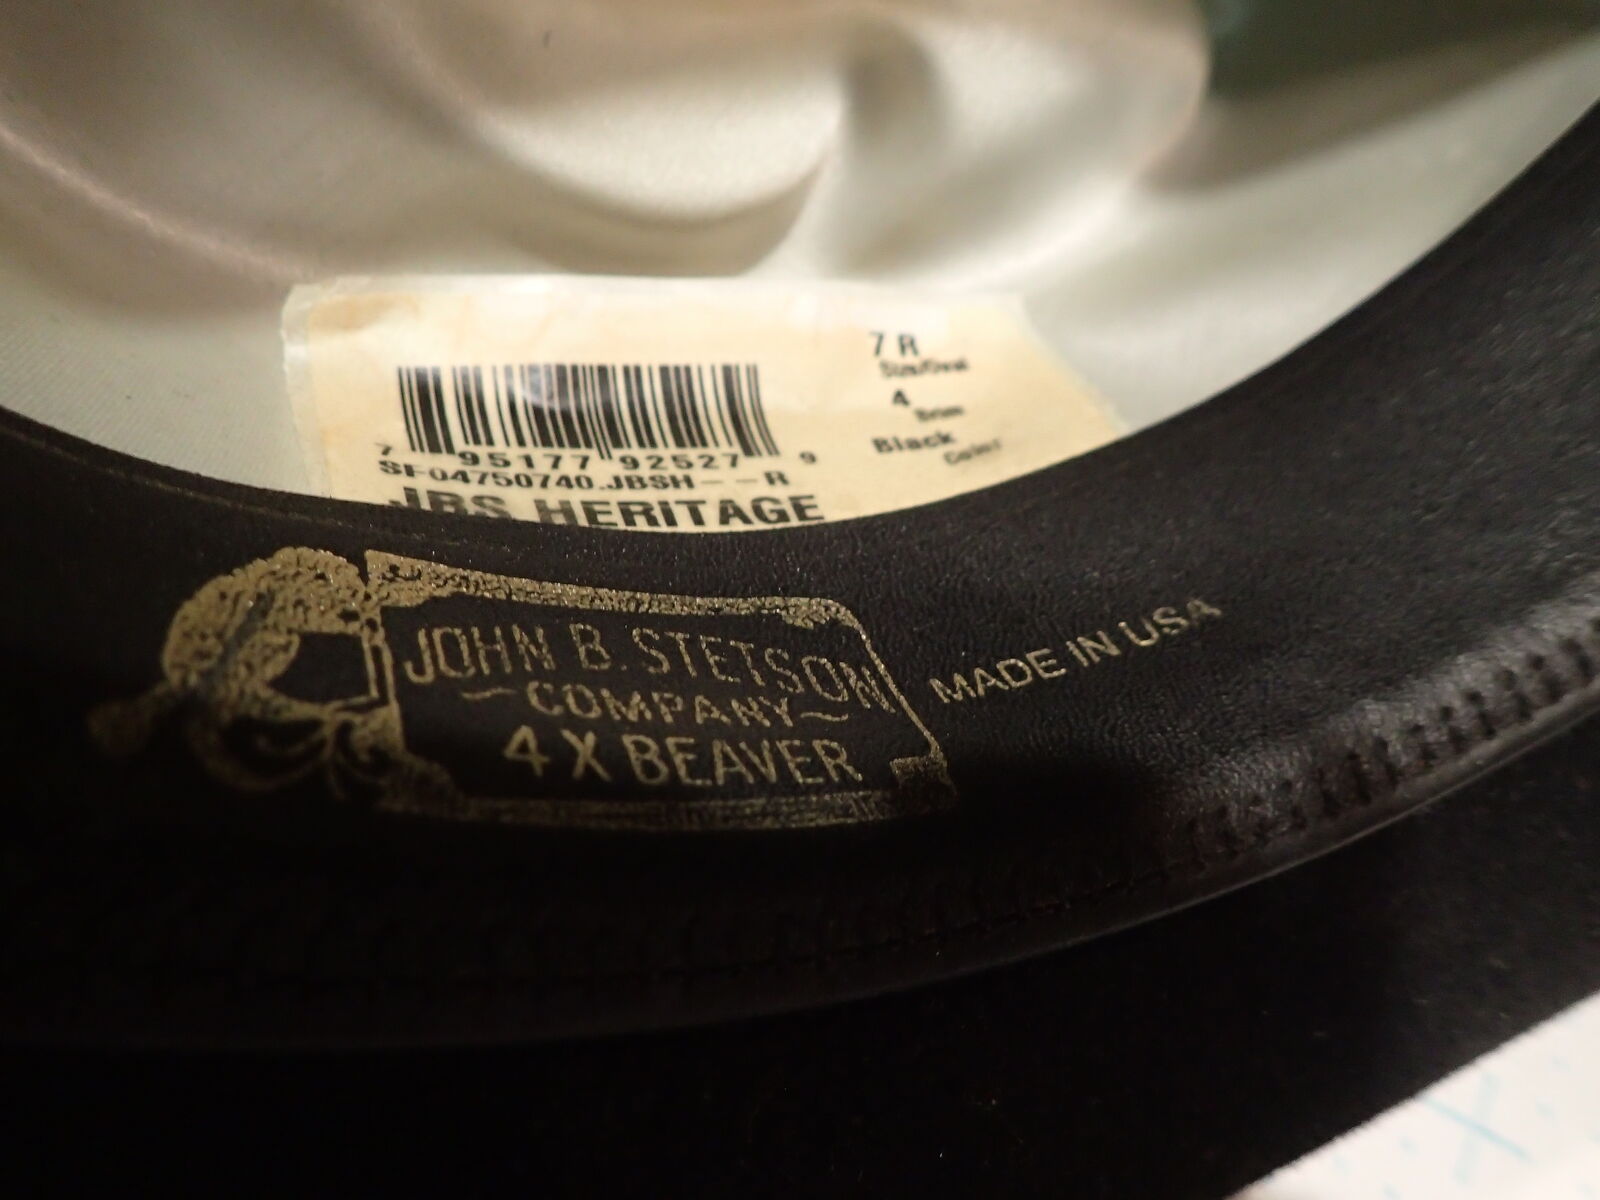 7 R
Size/Oval
4
Brim
Black
Color
7 95177 92527 9
SF04750740.JBSH--R
JBS HERITAGE
JOHN B. STETSON
COMPANY
4X BEAVER
MADE IN USA